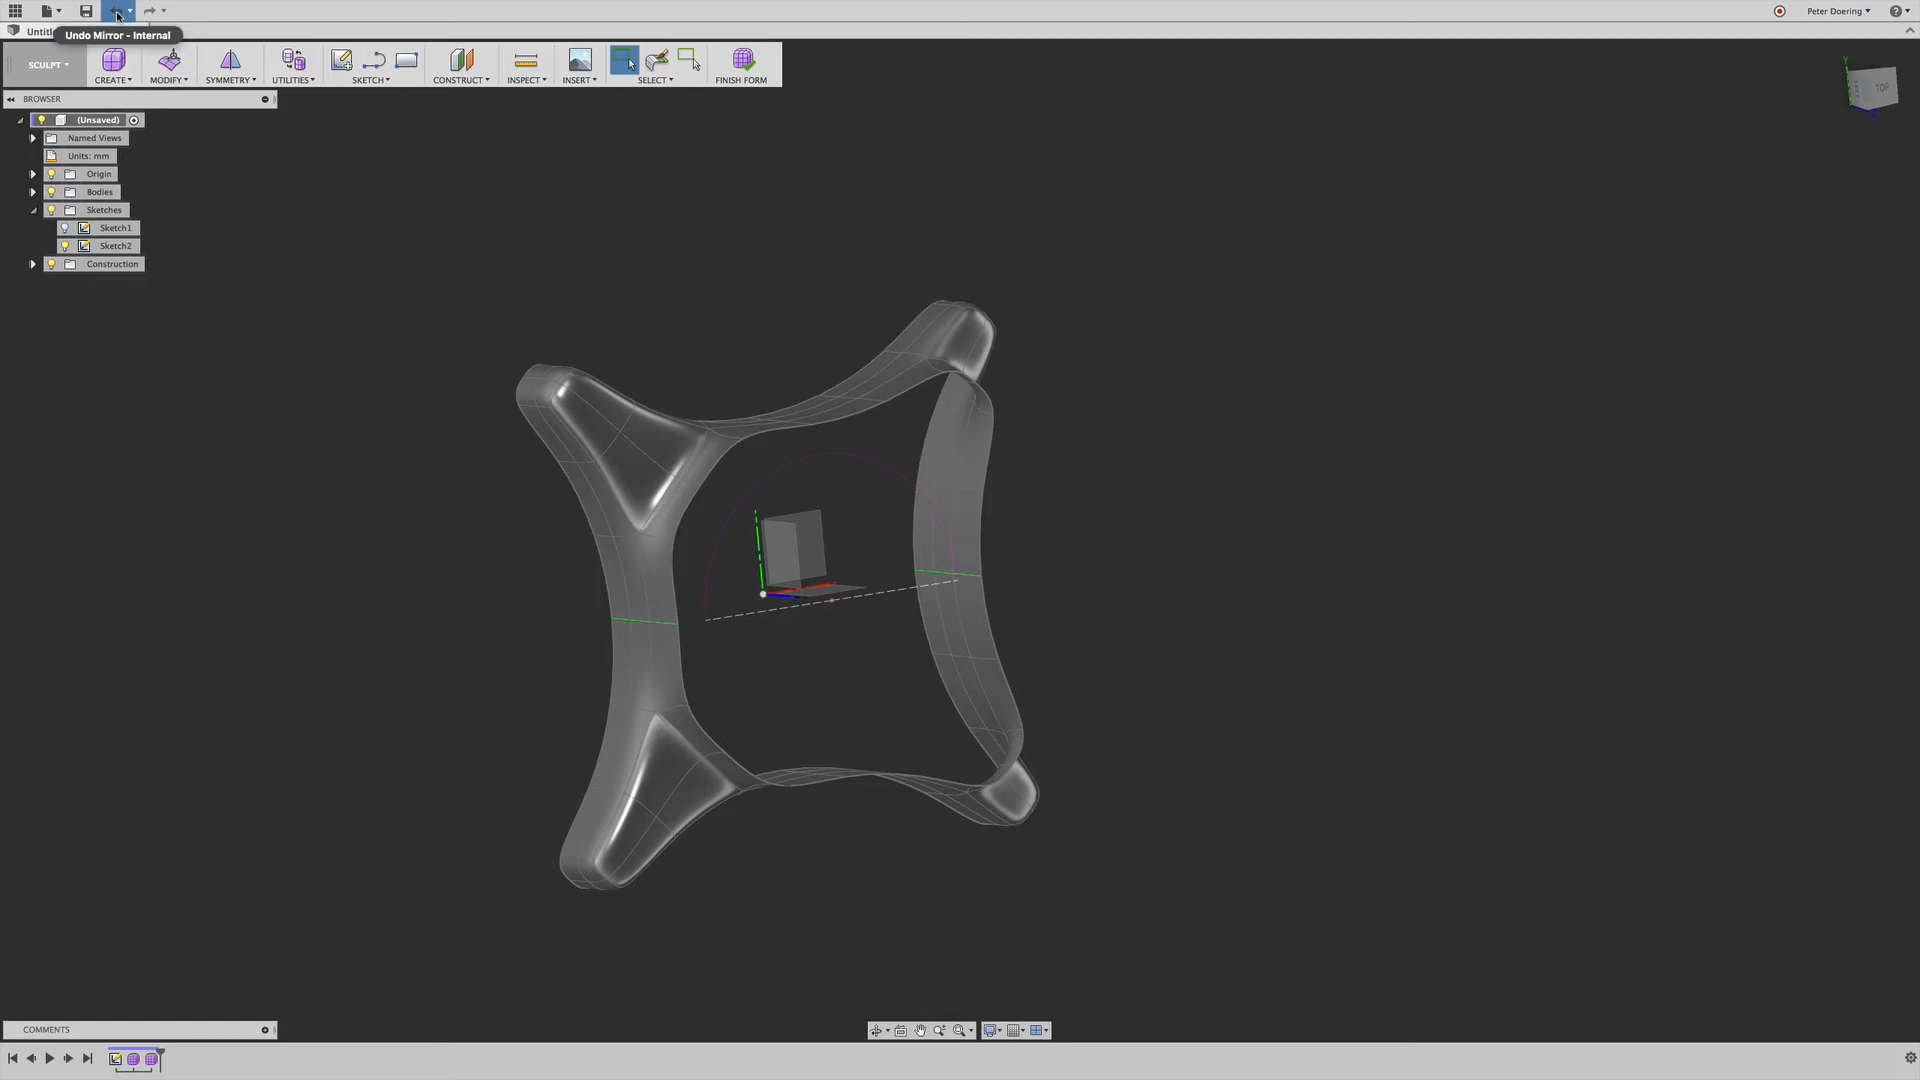 Peter Doering
Untitl
Undo Mirror - Internal
SCULPT
CREATE
MODIFY
SYMMETRY
UTILITIES
SKETCH
CONSTRUCT
INSPECT
INSERT
SELECT
FINISH FORM
BROWSER
(Unsaved)
Named Views
Units: mm
Origin
Bodies
Sketches
Sketch1
Sketch2
Construction
Y
TOP
COMMENTS